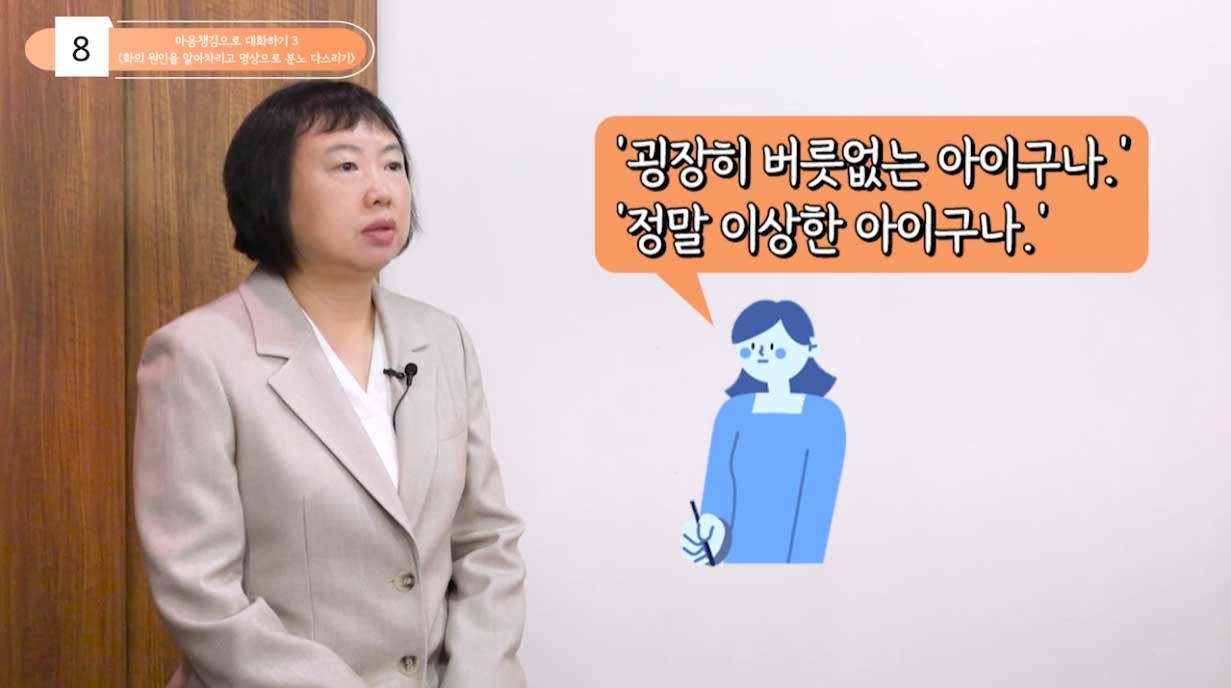 8
마음챙김으로 대화하기 3
(화의 원인을 알아차리고 명상으로 분노 다스리기)
'굉장히 버릇없는 아이구나.'
'정말 이상한 아이구나.'